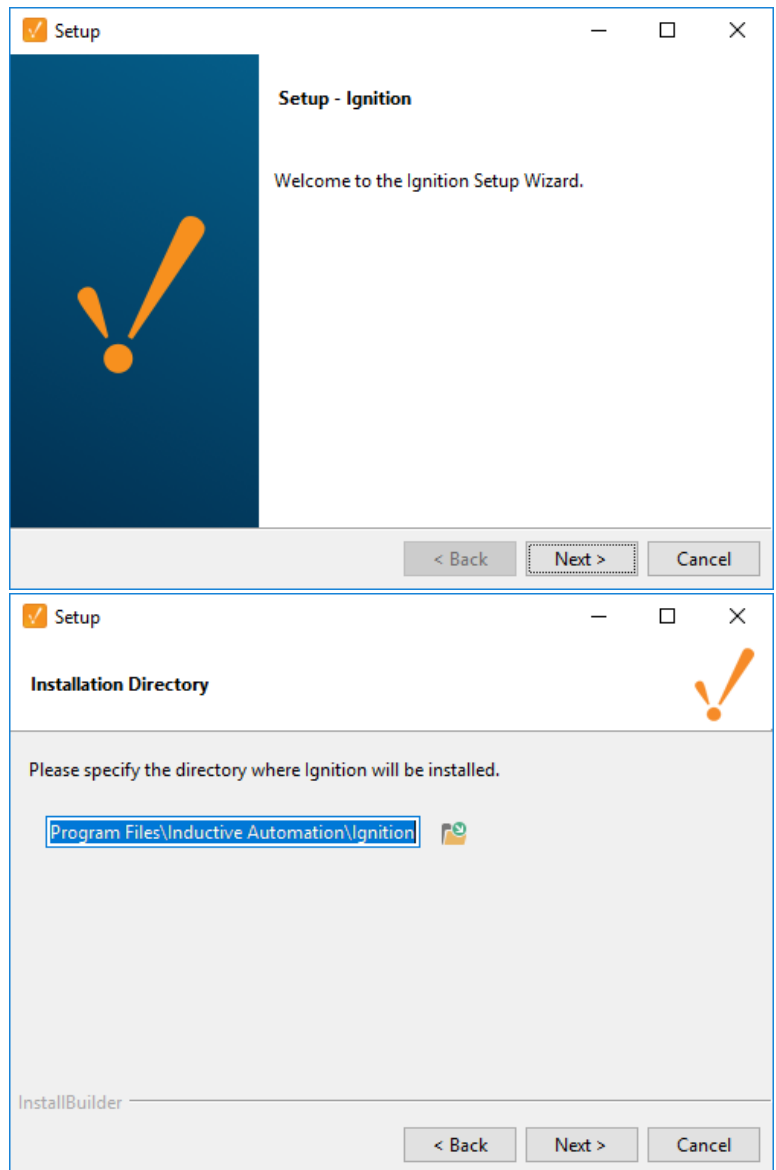 Setup
Setup - Ignition
Welcome to the Ignition Setup Wizard.
< Back Next > Cancel
Setup
Installation Directory
Please specify the directory where Ignition will be installed.
Program Files\Inductive Automation\Ignition
InstallBuilder
< Back Next > Cancel